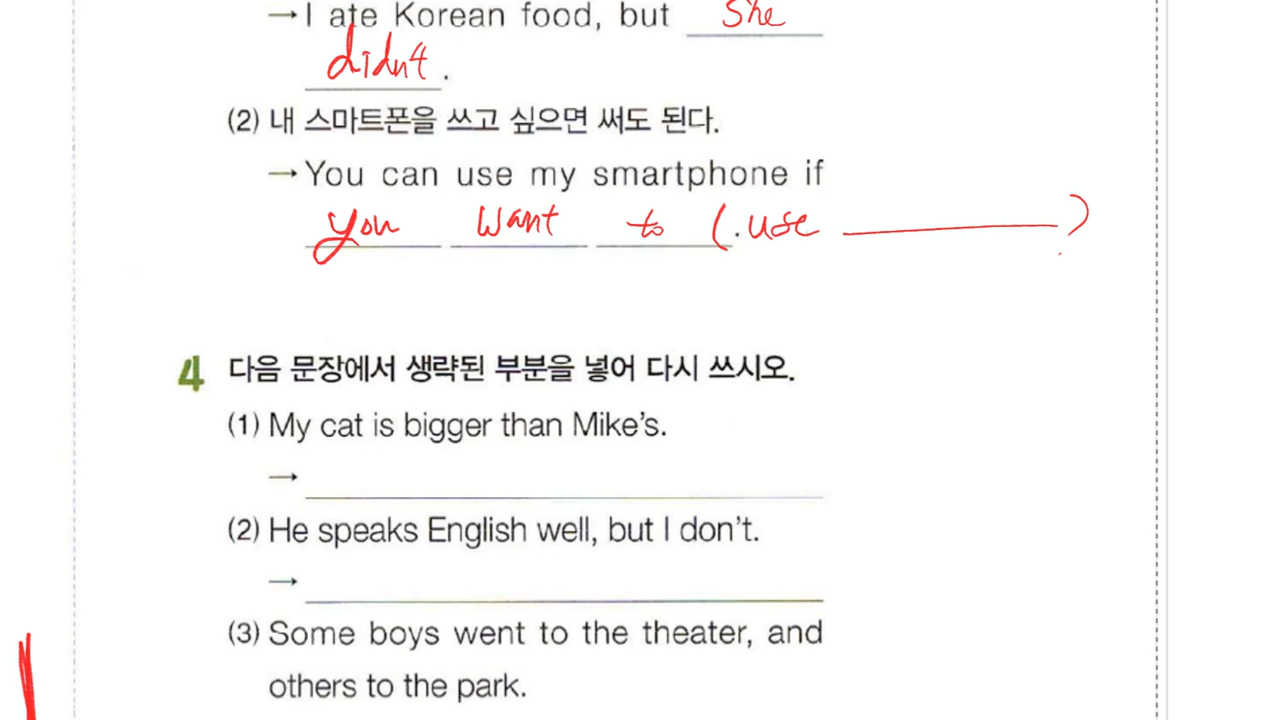 → I ate Korean food, but she
didn't.
(2) 내 스마트폰을 쓰고 싶으면 써도 된다.
→ You can use my smartphone if
you want to (. use ______)
4 다음 문장에서 생략된 부분을 넣어 다시 쓰시오.
(1) My cat is bigger than Mike's.
→
(2) He speaks English well, but I don't.
→
(3) Some boys went to the theater, and
others to the park.